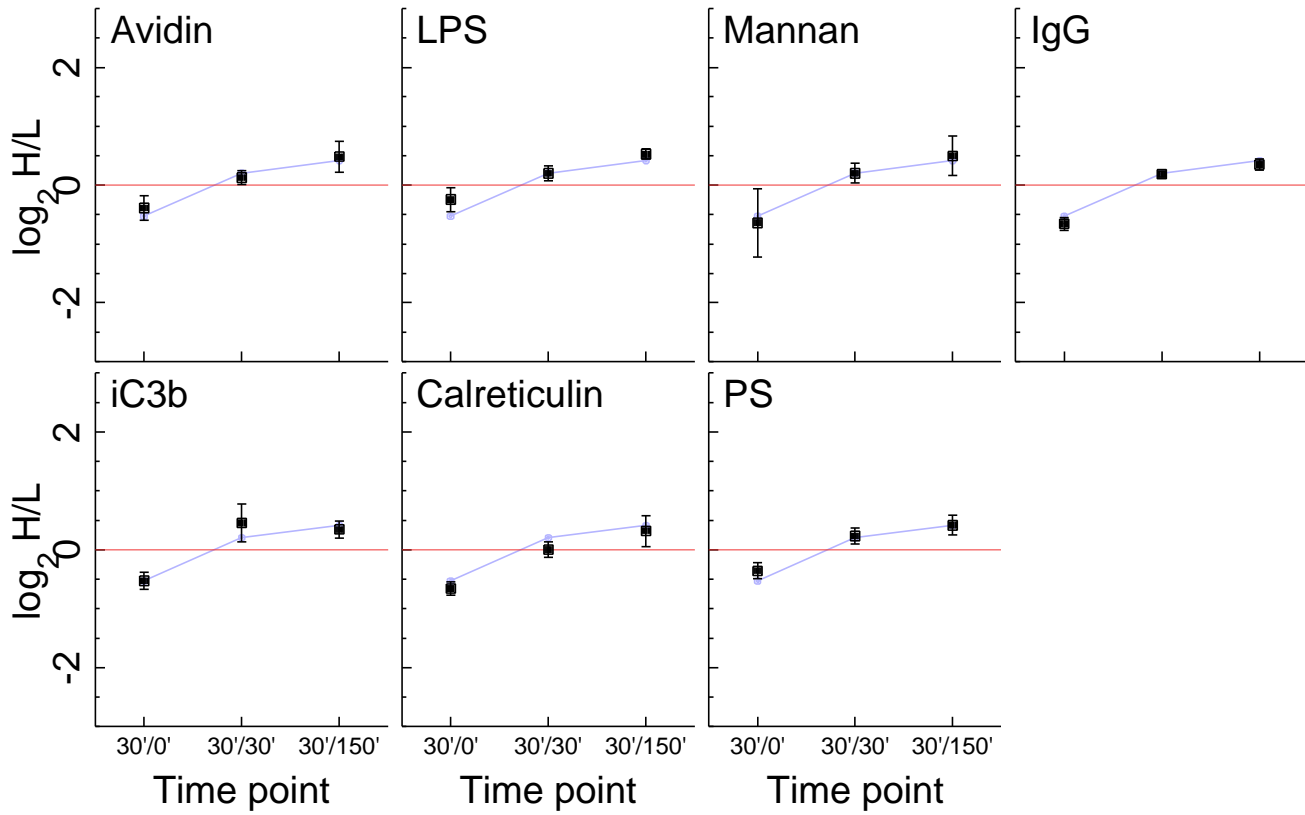 Avidin LPS Mannan IgG
2
0
-2
log2 H/L
iC3b Calreticulin PS
2
0
-2
log2 H/L
30'/0' 30'/30' 30'/150' 30'/0' 30'/30' 30'/150' 30'/0' 30'/30' 30'/150'
Time point Time point Time point